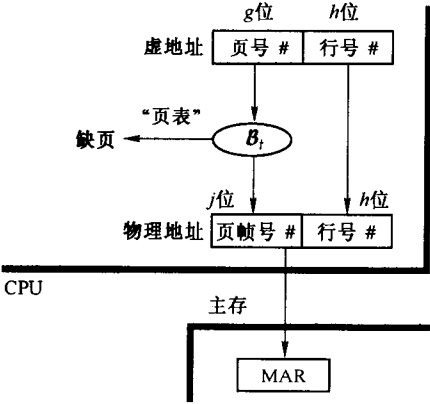 g位 h位
虚地址 页号 # 行号 #
“页表”
缺页 ℬt
j位 h位
物理地址 页帧号 # 行号 #
CPU
主存
MAR